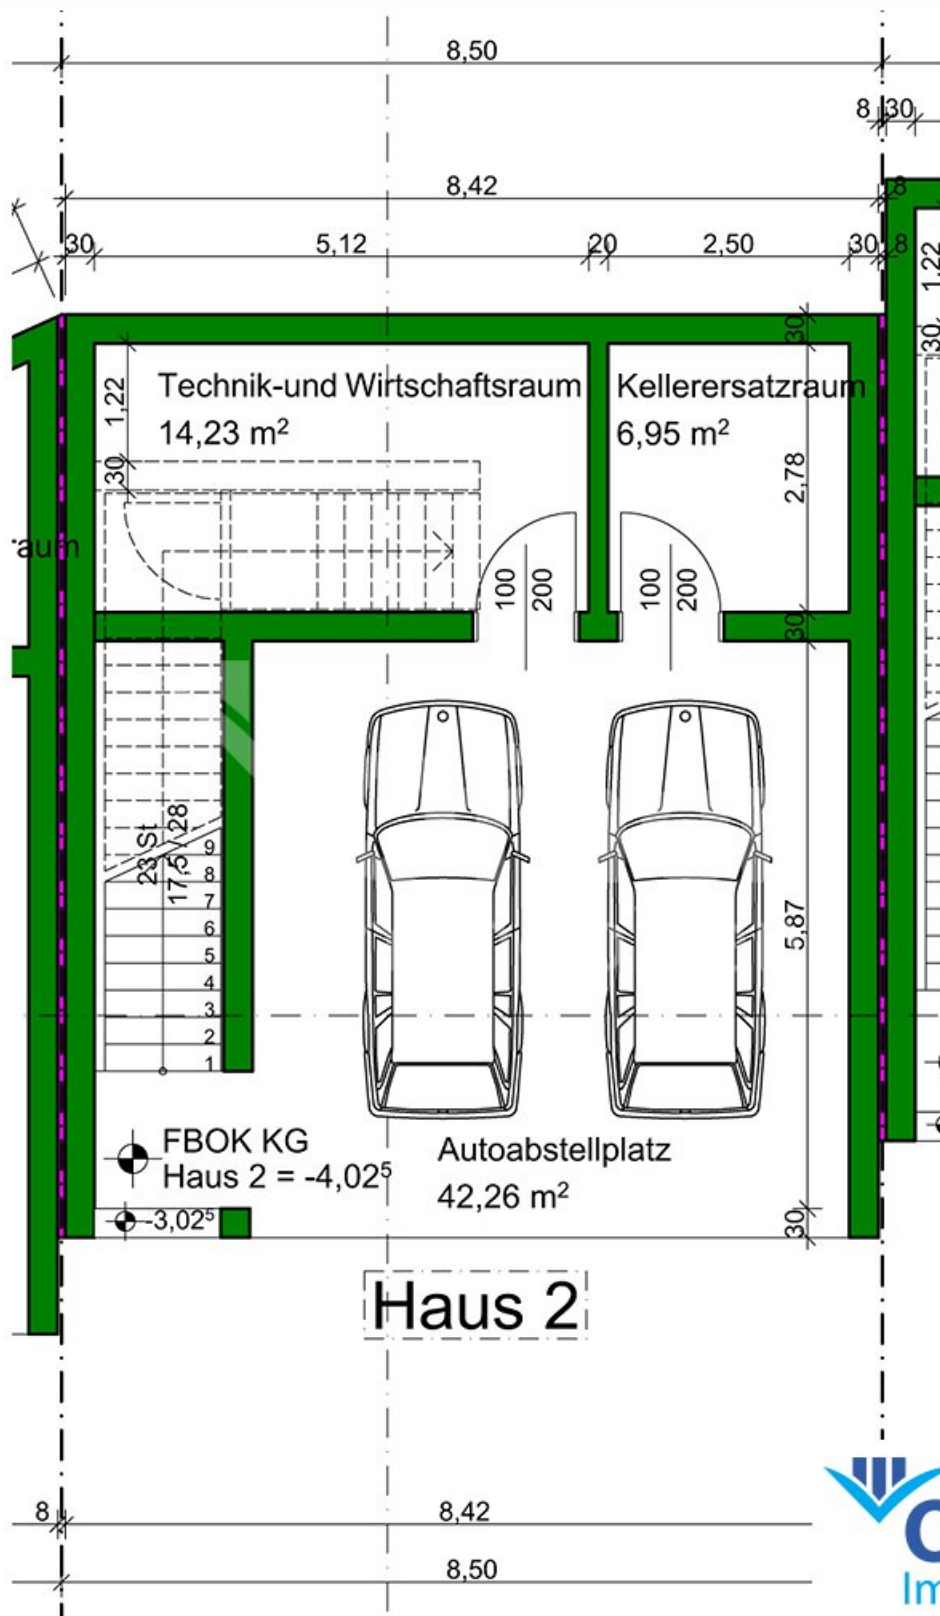 8,50
8 30
8,42
8
30 5,12 20 2,50 30 8
1,22
30
30
Technik-und Wirtschaftsraum
14,23 m²
Kellerersatzraum
6,95 m²
1,22
30
2,78
raum
100
200
100
200
30
23 St
17,5 / 28
9
8
7
6
5
4
3
2
1
5,87
FBOK KG
Haus 2 = -4,02⁵
Autoabstellplatz
42,26 m²
-3,02⁵
30
Haus 2
8 8,42
8,50